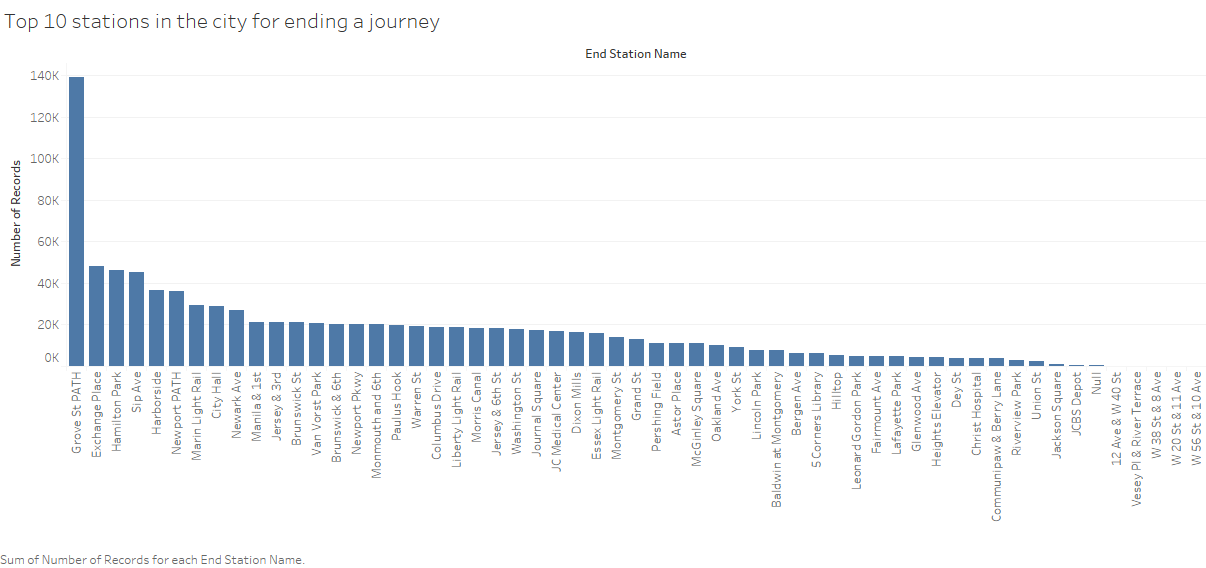 Top 10 stations in the city for ending a journey
End Station Name
Number of Records
140K
120K
100K
80K
60K
40K
20K
0K
Grove St PATH
Exchange Place
Hamilton Park
Sip Ave
Harborside
Newport PATH
Marin Light Rail
City Hall
Newark Ave
Manila & 1st
Jersey & 3rd
Brunswick St
Van Vorst Park
Brunswick & 6th
Newport Pkwy
Monmouth and 6th
Paulus Hook
Warren St
Columbus Drive
Liberty Light Rail
Morris Canal
Jersey & 6th St
Washington St
Journal Square
JC Medical Center
Dixon Mills
Essex Light Rail
Montgomery St
Grand St
Pershing Field
Astor Place
McGinley Square
Oakland Ave
York St
Lincoln Park
Baldwin at Montgomery
Bergen Ave
5 Corners Library
Hilltop
Leonard Gordon Park
Fairmount Ave
Lafayette Park
Glenwood Ave
Heights Elevator
Dey St
Christ Hospital
Communipaw & Berry Lane
Riverview Park
Union St
Jackson Square
JCBS Depot
Null
12 Ave & W 40 St
Vesey Pl & River Terrace
W 38 St & 8 Ave
W 20 St & 11 Ave
W 56 St & 10 Ave
Sum of Number of Records for each End Station Name.